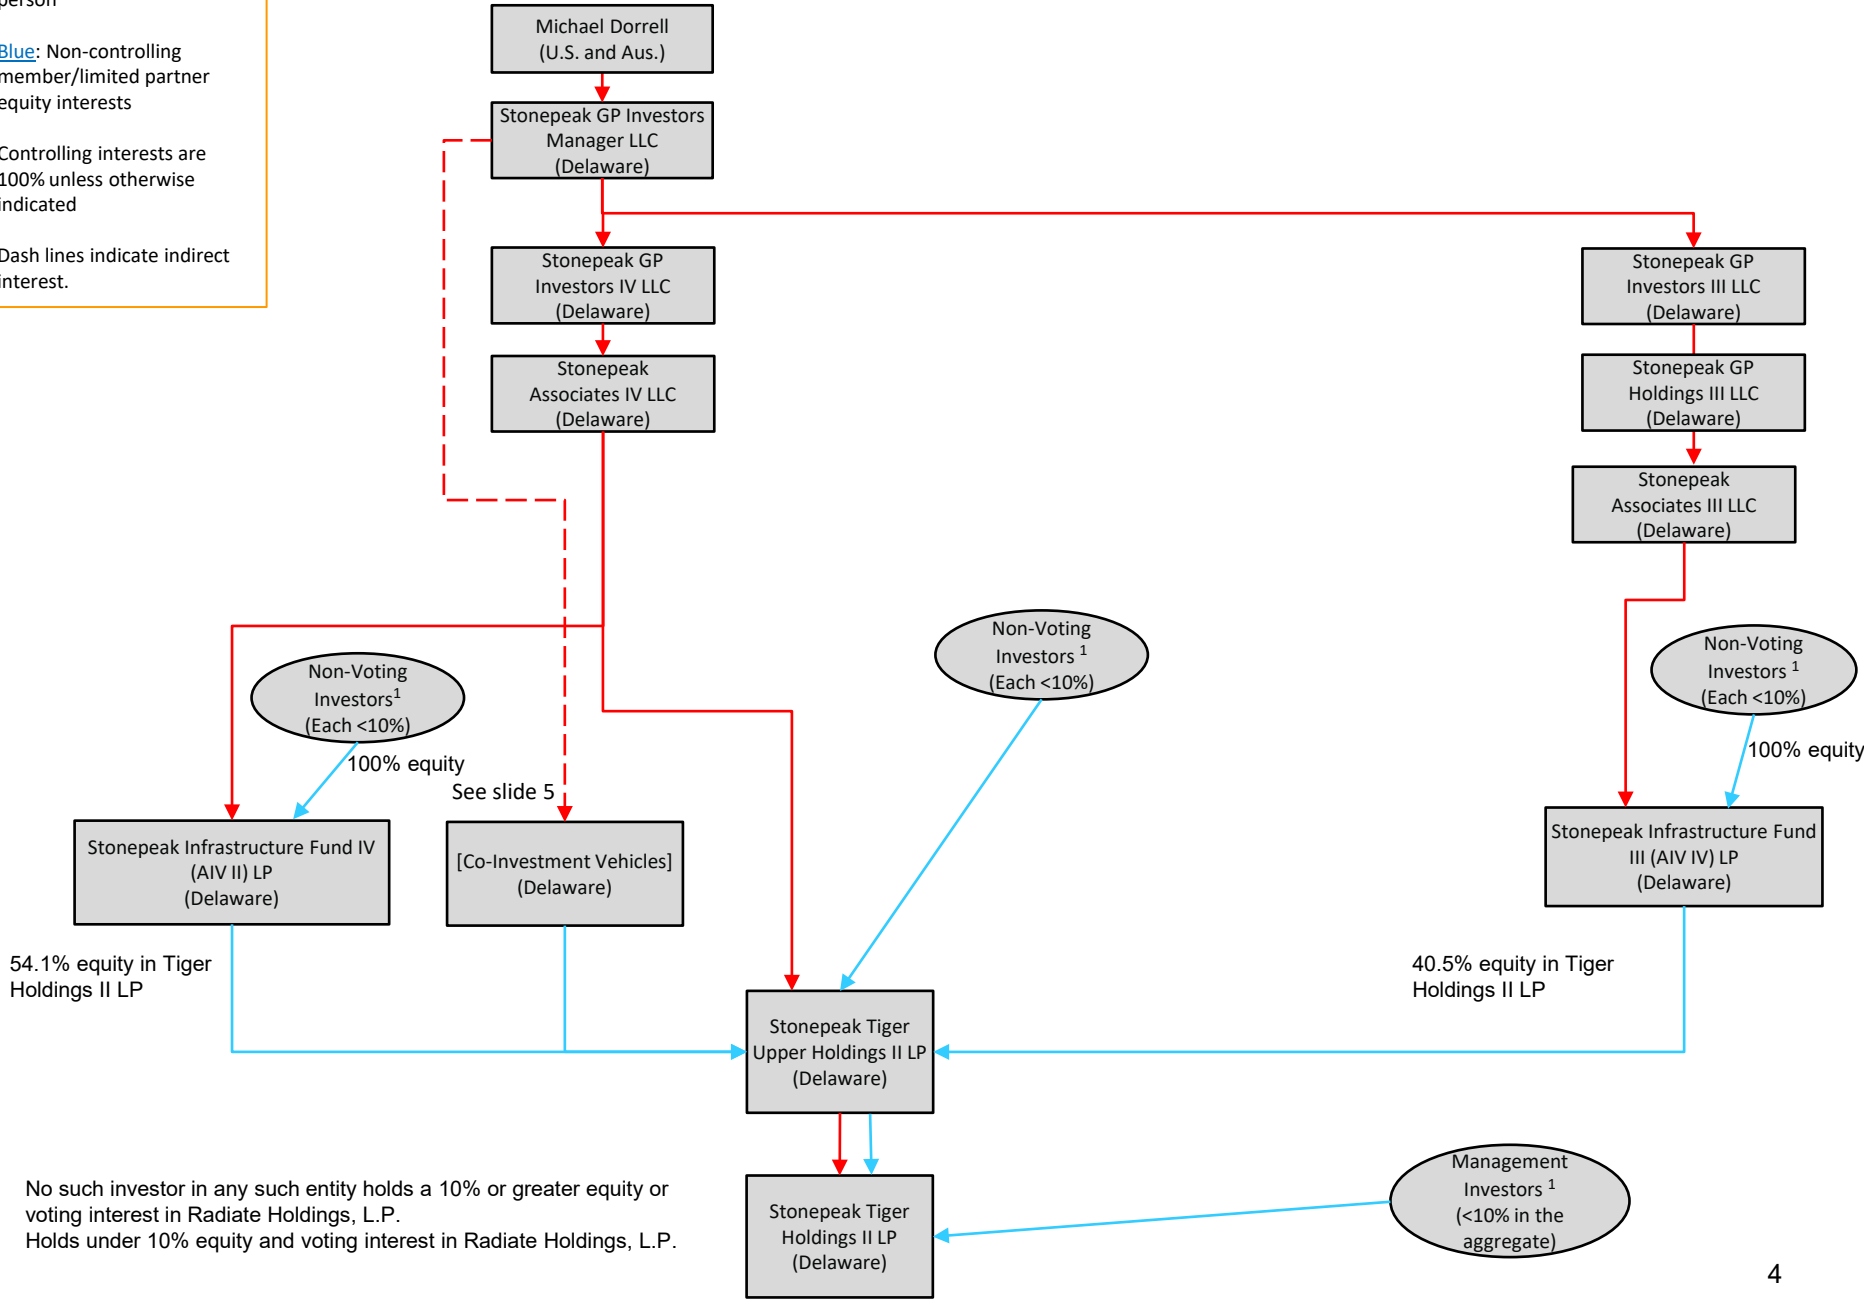 person
Blue: Non-controlling
member/limited partner
equity interests
Controlling interests are
100% unless otherwise
indicated
Dash lines indicate indirect
interest.
Michael Dorrell
(U.S. and Aus.)
Stonepeak GP Investors
Manager LLC
(Delaware)
Stonepeak GP
Investors IV LLC
(Delaware)
Stonepeak GP
Investors III LLC
(Delaware)
Stonepeak
Associates IV LLC
(Delaware)
Stonepeak GP
Holdings III LLC
(Delaware)
Stonepeak
Associates III LLC
(Delaware)
Non-Voting
Investors1
(Each <10%)
Non-Voting
Investors 1
(Each <10%)
Non-Voting
Investors 1
(Each <10%)
100% equity
See slide 5
100% equity
Stonepeak Infrastructure Fund IV
(AIV II) LP
(Delaware)
[Co-Investment Vehicles]
(Delaware)
Stonepeak Infrastructure Fund
III (AIV IV) LP
(Delaware)
54.1% equity in Tiger
Holdings II LP
40.5% equity in Tiger
Holdings II LP
Stonepeak Tiger
Upper Holdings II LP
(Delaware)
Stonepeak Tiger
Holdings II LP
(Delaware)
Management
Investors 1
(<10% in the
aggregate)
No such investor in any such entity holds a 10% or greater equity or
voting interest in Radiate Holdings, L.P.
Holds under 10% equity and voting interest in Radiate Holdings, L.P.
4